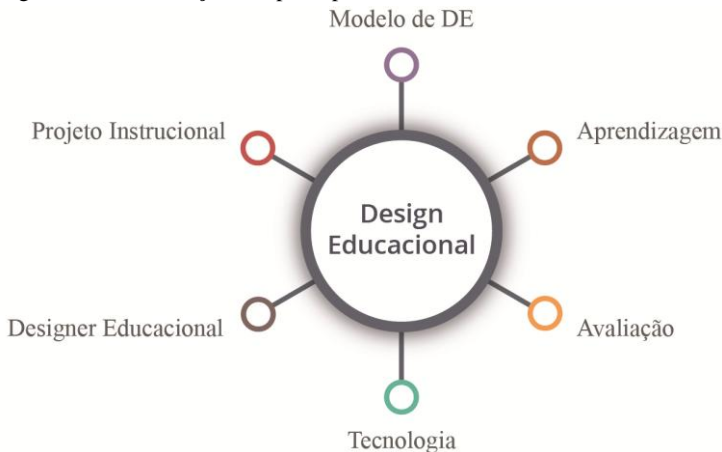 Modelo de DE
Projeto Instrucional
Aprendizagem
Design
Educacional
Designer Educacional
Avaliação
Tecnologia